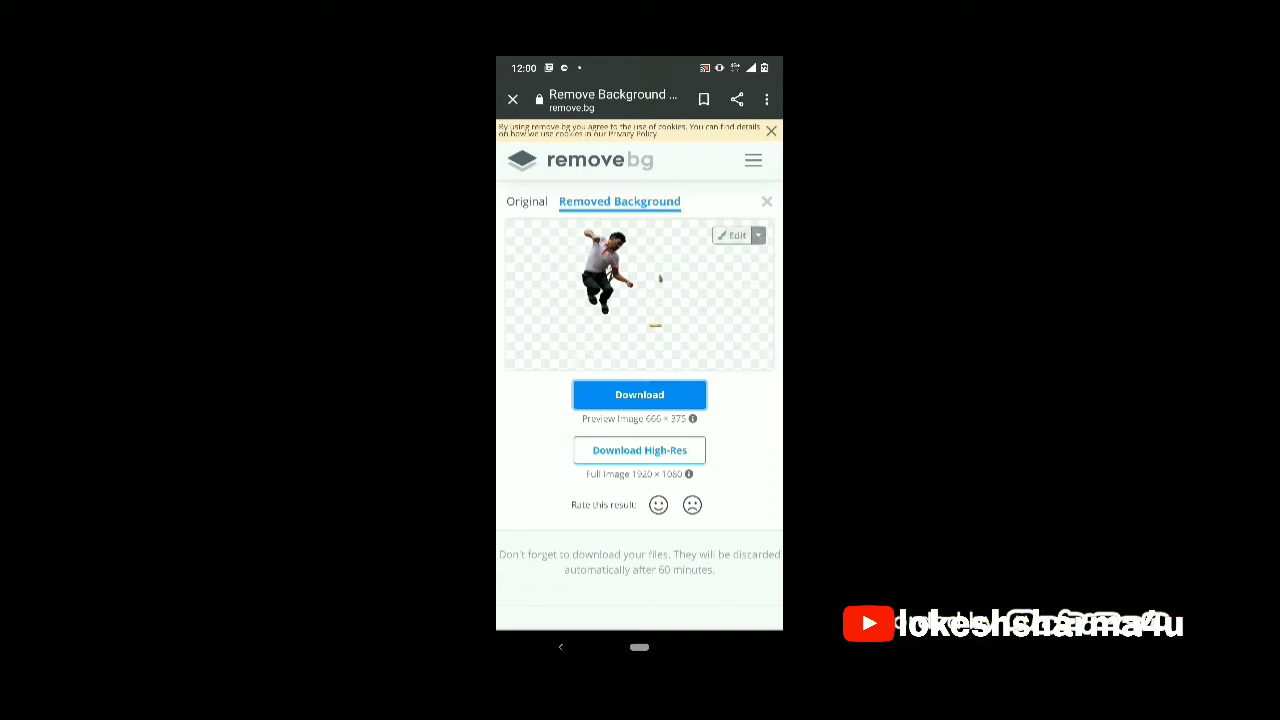 12:00
Remove Background ...
remove.bg
By using remove.bg you agree to the use of cookies. You can find details
on how we use cookies in our Privacy Policy
removebg
Original Removed Background
Edit
Download
Preview Image 666 × 375
Download High-Res
Full Image 1920 × 1080
Rate this result:
Don't forget to download your files. They will be discarded
automatically after 60 minutes.
lokeshsharma4u